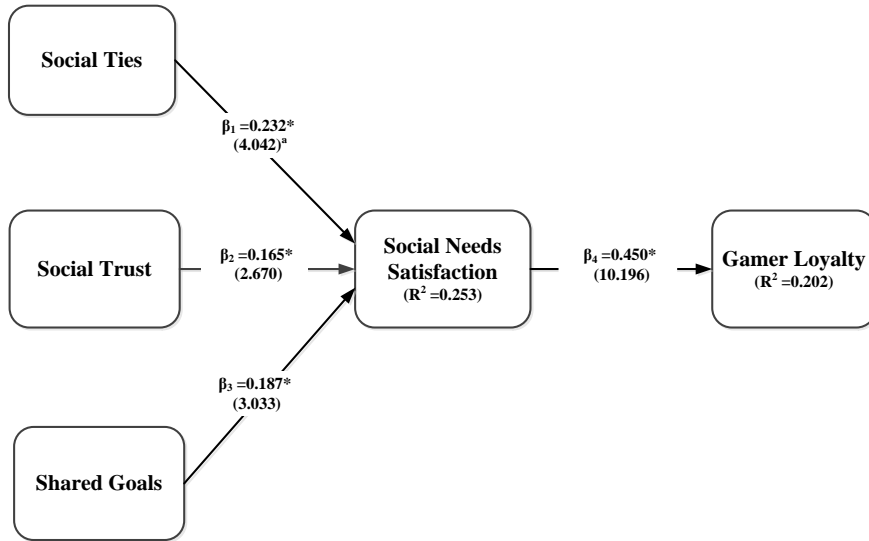 Social Ties
β₁ =0.232*
(4.042)ᵃ
Social Trust
β₂ =0.165*
(2.670)
Social Needs
Satisfaction
(R² =0.253)
β₄ =0.450*
(10.196)
Gamer Loyalty
(R² =0.202)
β₃ =0.187*
(3.033)
Shared Goals